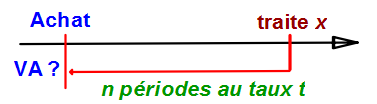 Achat traite x
VA ?
n périodes au taux t